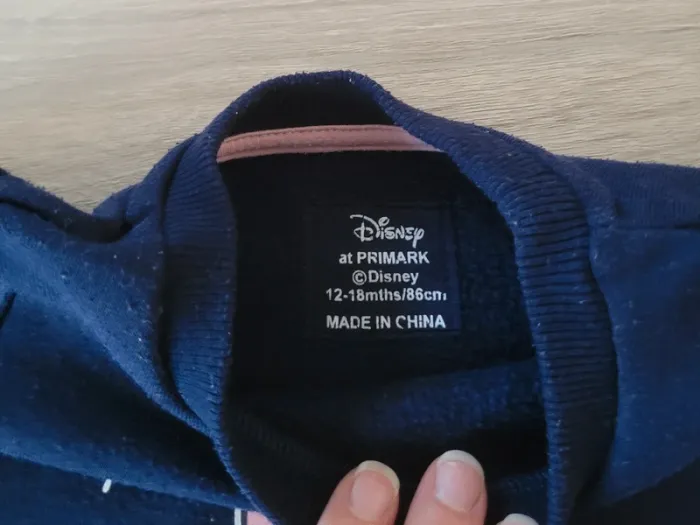 Disney
at PRIMARK
©Disney
12-18mths/86cm
MADE IN CHINA